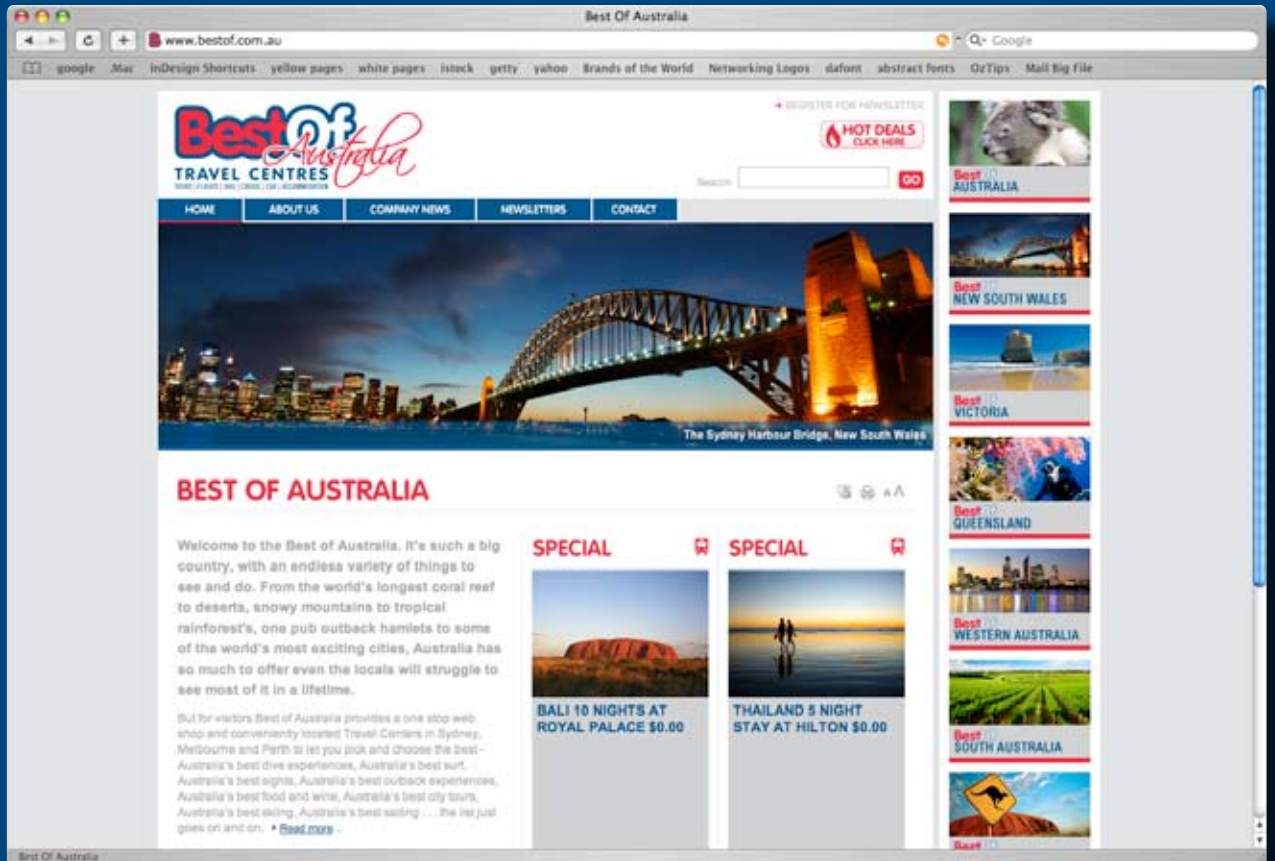 Best Of Australia
www.bestof.com.au
Google
google Mac InDesign Shortcuts yellow pages white pages istock getty yahoo Brands of the World Networking Logos dafont abstract fonts OzTips Mail Big File
BestOf
Australia
TRAVEL CENTRES
REGISTER FOR NEWSLETTER
HOT DEALS
CLICK HERE
Search
GO
HOME ABOUT US COMPANY NEWS NEWSLETTERS CONTACT
The Sydney Harbour Bridge, New South Wales
BEST OF AUSTRALIA
A A
Welcome to the Best of Australia. It's such a big
country, with an endless variety of things to
see and do. From the world's longest coral reef
to deserts, snowy mountains to tropical
rainforest's, one pub outback hamlets to some
of the world's most exciting cities, Australia has
so much to offer even the locals will struggle to
see most of it in a lifetime.
But for visitors Best of Australia provides a one stop web
shop and conveniently located Travel Centers in Sydney,
Melbourne and Perth to let you pick and choose the best -
Australia's best dive experiences, Australia's best surf,
Australia's best sights, Australia's best outback experiences,
Australia's best food and wine, Australia's best city tours,
Australia's best skiing, Australia's best sailing . . . the list just
goes on and on. Read more
SPECIAL
BALI 10 NIGHTS AT
ROYAL PALACE $0.00
SPECIAL
THAILAND 5 NIGHT
STAY AT HILTON $0.00
Best Of
AUSTRALIA
Best Of
NEW SOUTH WALES
Best Of
VICTORIA
Best Of
QUEENSLAND
Best Of
WESTERN AUSTRALIA
Best Of
SOUTH AUSTRALIA
Best Of
Best Of Australia